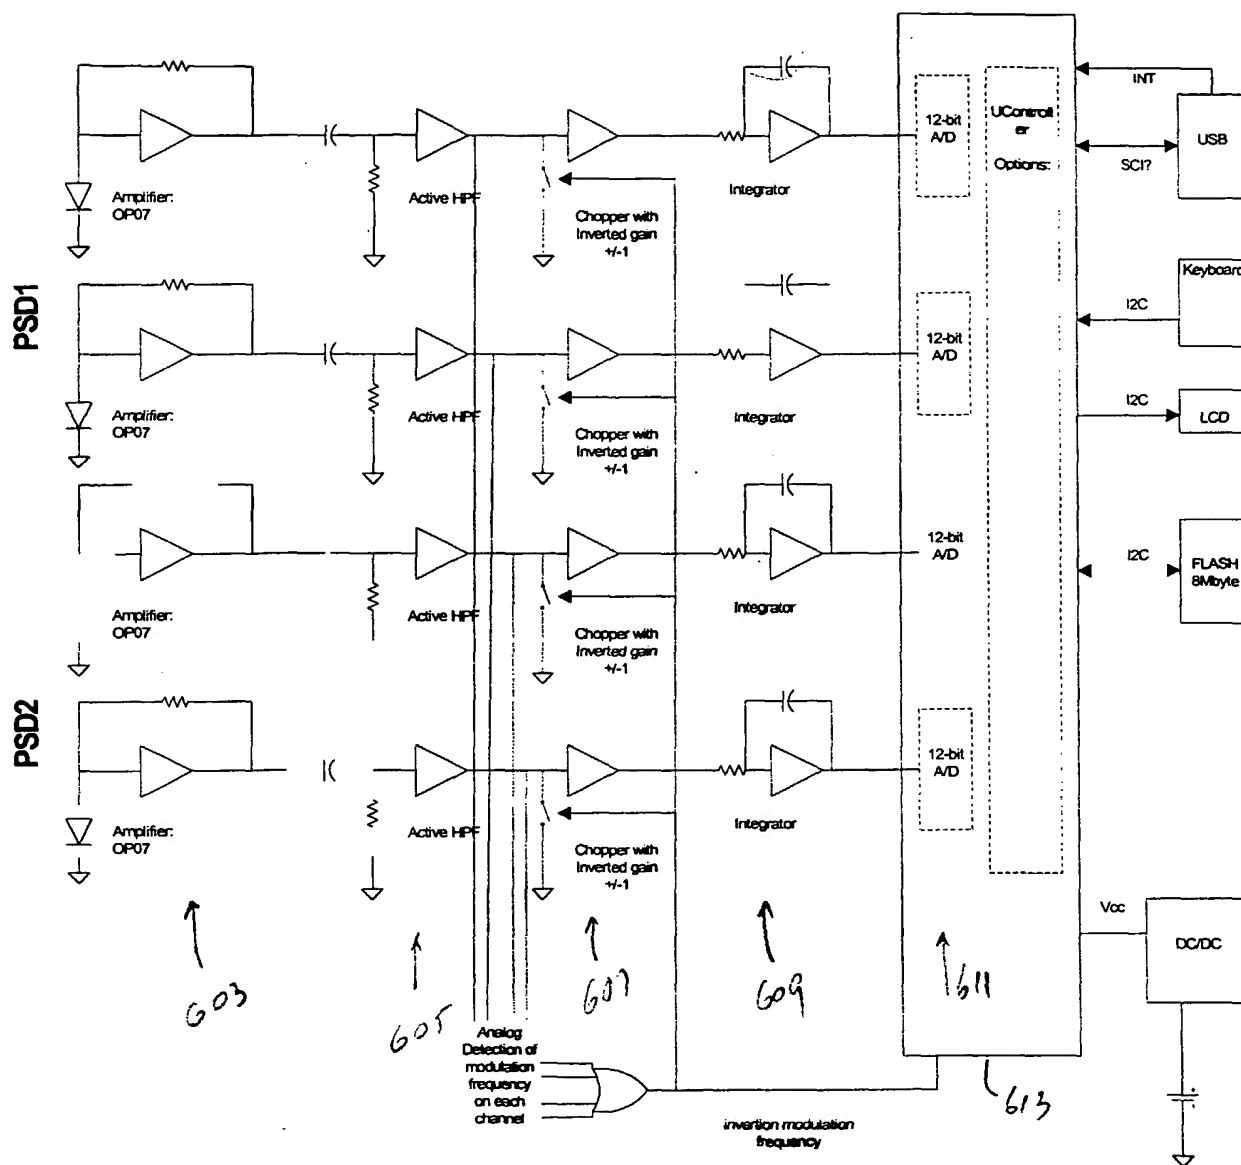 INT
UController
12-bit
A/D
Options:
USB
SCI?
Amplifier:
OP07
Active HPF
Integrator
Chopper with
Inverted gain
+/-1
Keyboard
I2C
PSD1
12-bit
A/D
I2C
LCD
Amplifier:
OP07
Active HPF
Integrator
Chopper with
Inverted gain
+/-1
12-bit
A/D
I2C
FLASH
8Mbyte
Amplifier:
OP07
Active HPF
Integrator
Chopper with
Inverted gain
+/-1
PSD2
12-bit
A/D
Amplifier:
OP07
Active HPF
Integrator
Chopper with
Inverted gain
+/-1
Vcc
DC/DC
603
605
607
609
611
Analog
Detection of
modulation
frequency
on each
channel
613
invertion modulation
frequency